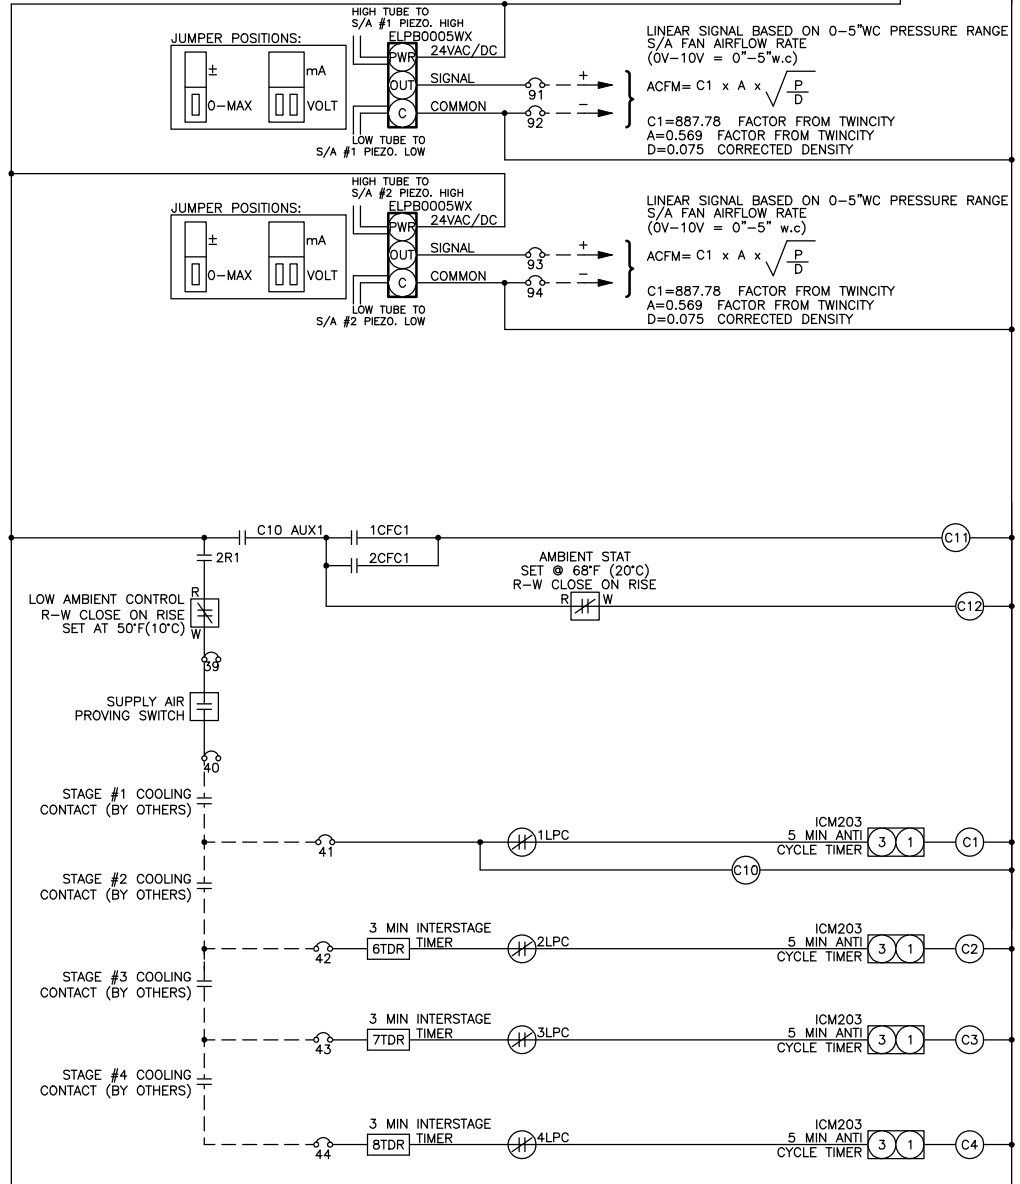 HIGH TUBE TO
S/A #1 PIEZO. HIGH
ELPB0005WX
JUMPER POSITIONS:
±
mA
0-MAX
VOLT
PWR
24VAC/DC
OUT
SIGNAL
C
COMMON
91
92
+
−
LOW TUBE TO
S/A #1 PIEZO. LOW
LINEAR SIGNAL BASED ON 0-5"WC PRESSURE RANGE
S/A FAN AIRFLOW RATE
(0V-10V = 0"-5"w.c)
ACFM= C1 x A x √ P
D
C1=887.78 FACTOR FROM TWINCITY
A=0.569 FACTOR FROM TWINCITY
D=0.075 CORRECTED DENSITY
HIGH TUBE TO
S/A #2 PIEZO. HIGH
ELPB0005WX
JUMPER POSITIONS:
±
mA
0-MAX
VOLT
PWR
24VAC/DC
OUT
SIGNAL
C
COMMON
93
94
+
−
LOW TUBE TO
S/A #2 PIEZO. LOW
LINEAR SIGNAL BASED ON 0-5"WC PRESSURE RANGE
S/A FAN AIRFLOW RATE
(0V-10V = 0"-5" w.c)
ACFM= C1 x A x √ P
D
C1=887.78 FACTOR FROM TWINCITY
A=0.569 FACTOR FROM TWINCITY
D=0.075 CORRECTED DENSITY
C10 AUX1
1CFC1
C11
2R1
2CFC1
AMBIENT STAT
SET @ 68°F (20°C)
R-W CLOSE ON RISE
R
W
C12
LOW AMBIENT CONTROL
R-W CLOSE ON RISE
SET AT 50°F(10°C)
R
W
39
SUPPLY AIR
PROVING SWITCH
40
STAGE #1 COOLING
CONTACT (BY OTHERS)
41
1LPC
ICM203
5 MIN ANTI
CYCLE TIMER
3
1
C1
C10
STAGE #2 COOLING
CONTACT (BY OTHERS)
42
3 MIN INTERSTAGE
TIMER
6TDR
2LPC
ICM203
5 MIN ANTI
CYCLE TIMER
3
1
C2
STAGE #3 COOLING
CONTACT (BY OTHERS)
43
3 MIN INTERSTAGE
TIMER
7TDR
3LPC
ICM203
5 MIN ANTI
CYCLE TIMER
3
1
C3
STAGE #4 COOLING
CONTACT (BY OTHERS)
44
3 MIN INTERSTAGE
TIMER
8TDR
4LPC
ICM203
5 MIN ANTI
CYCLE TIMER
3
1
C4